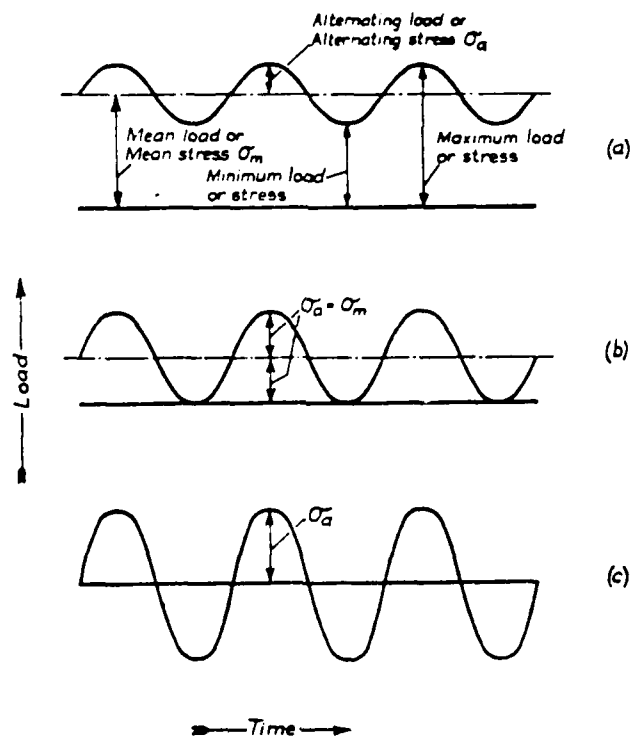 Alternating load or
Alternating stress σa
Mean load or
Mean stress σm
Minimum load
or stress
Maximum load
or stress
(a)
σa = σm
(b)
Load
σa
(c)
Time